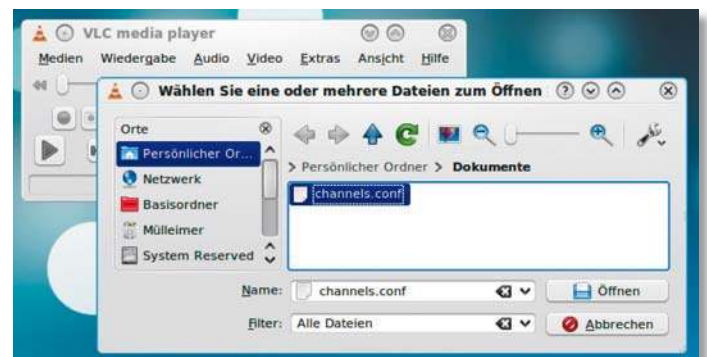 VLC media player
Medien Wiedergabe Audio Video Extras Ansicht Hilfe
Wählen Sie eine oder mehrere Dateien zum Öffnen
Orte
Persönlicher Or...
Netzwerk
Basisordner
Mülleimer
System Reserved
> Persönlicher Ordner > Dokumente
channels.conf
Name: channels.conf
Öffnen
Filter: Alle Dateien
Abbrechen